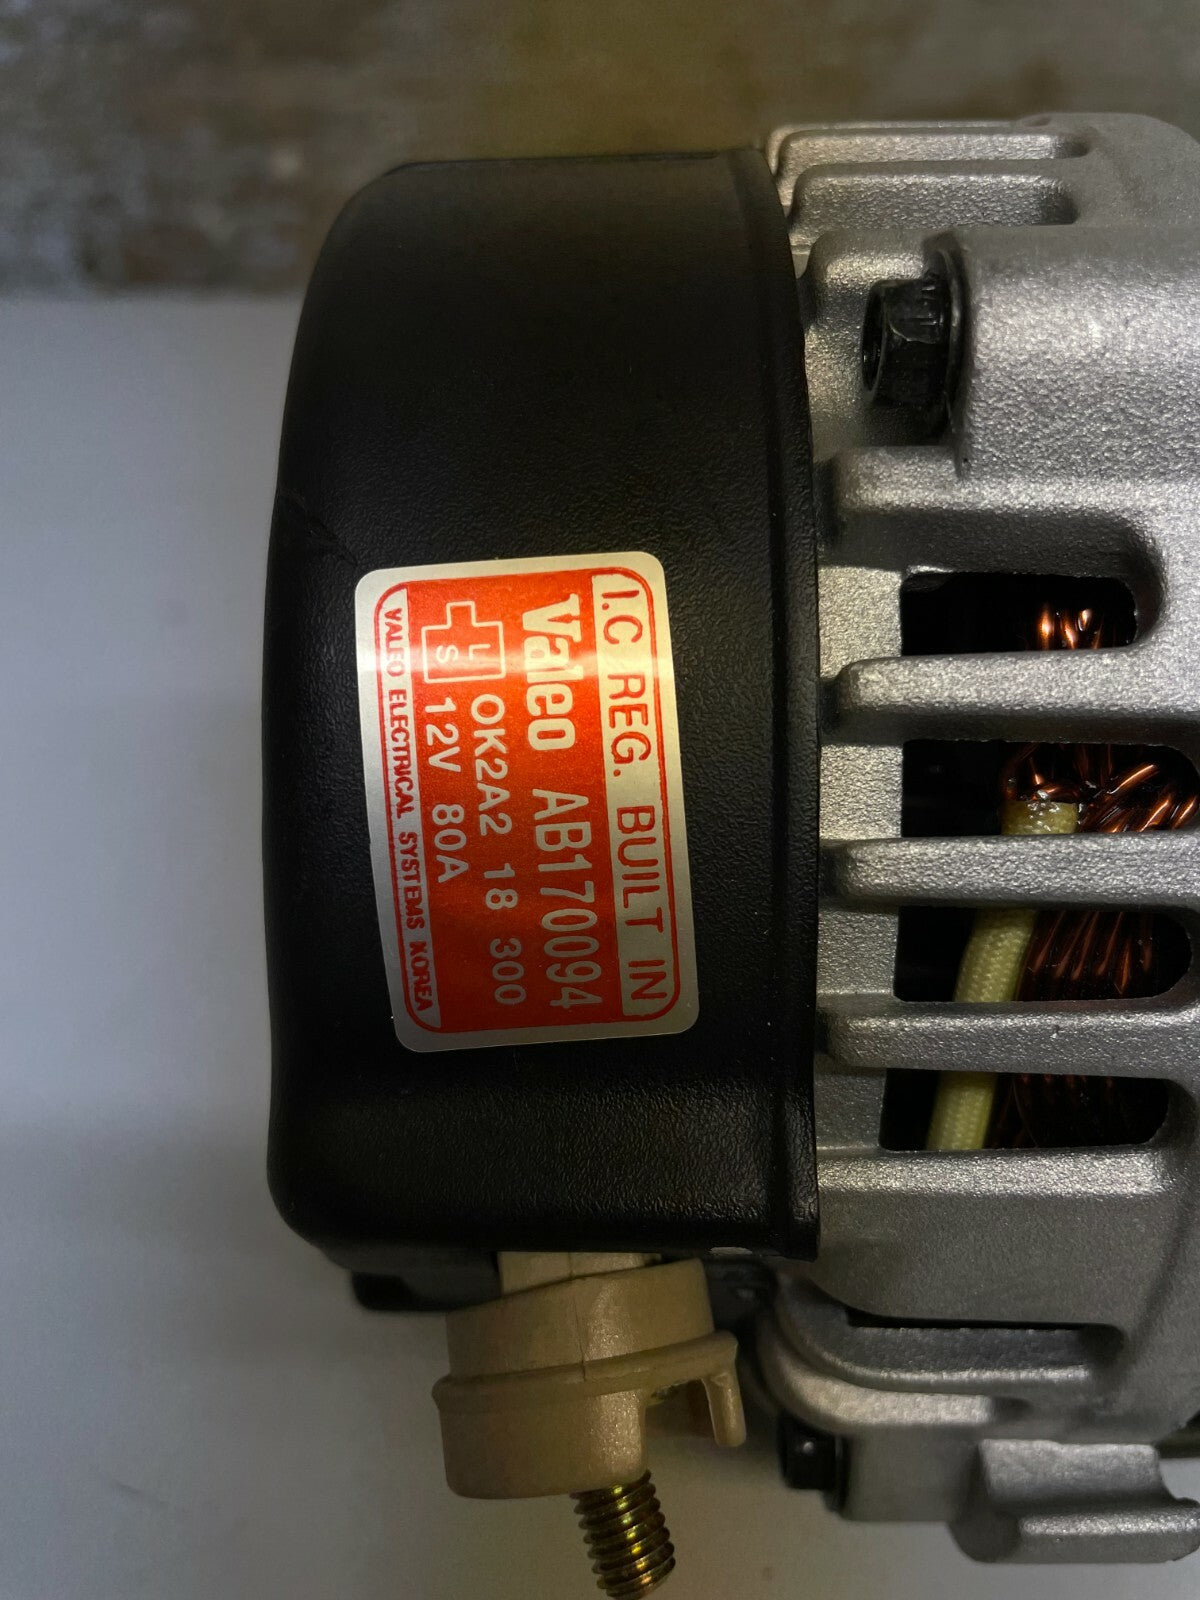 I.C REG. BUILT IN
Valeo AB170094
L OK2A2 18 300
S 12V 80A
VALEO ELECTRICAL SYSTEMS KOREA